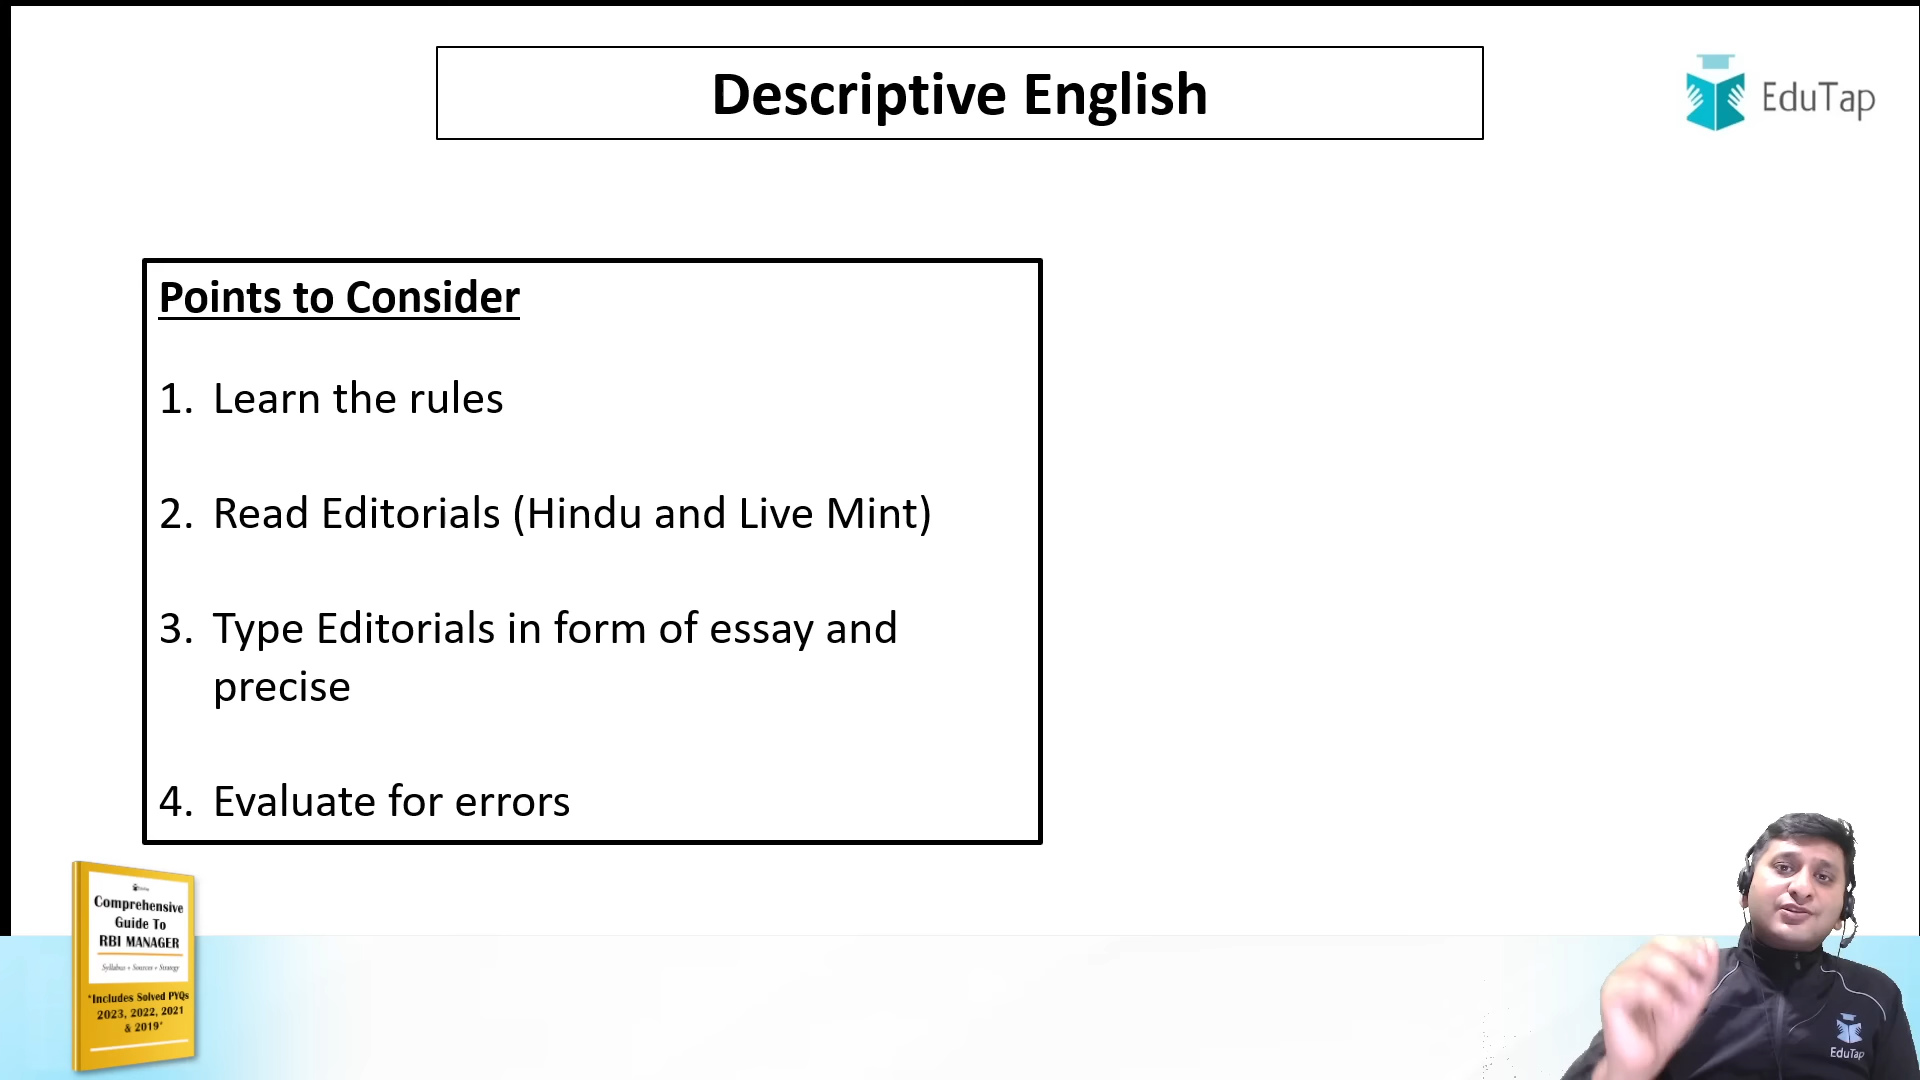 Descriptive English
EduTap
Points to Consider
1. Learn the rules
2. Read Editorials (Hindu and Live Mint)
3. Type Editorials in form of essay and
precise
4. Evaluate for errors
Comprehensive
Guide To
RBI MANAGER
Syllabus + Sources + Strategy
*Includes Solved PYQs
2023, 2022, 2021
& 2019*
EduTap